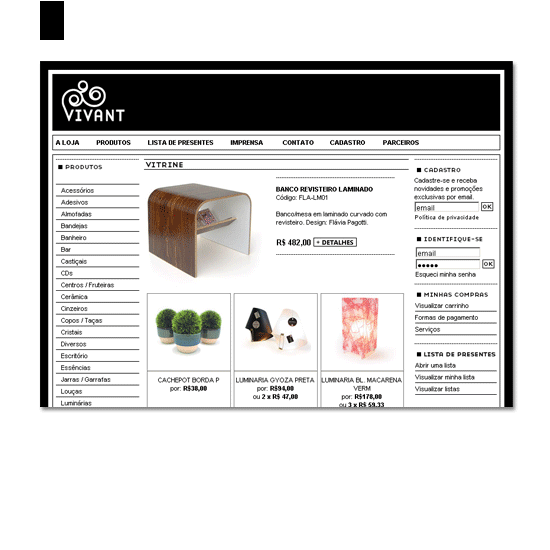 VIVANT
A LOJA PRODUTOS LISTA DE PRESENTES IMPRENSA CONTATO CADASTRO PARCEIROS
PRODUTOS
Acessórios
Adesivos
Almofadas
Bandejas
Banheiro
Bar
Castiçais
CDs
Centros / Fruteiras
Cerâmica
Cinzeiros
Copos / Taças
Cristais
Diversos
Escritório
Essências
Jarras / Garrafas
Louças
Luminárias
VITRINE
BANCO REVISTEIRO LAMINADO
Código: FLA-LM01
Banco/mesa em laminado curvado com
revisteiro. Design: Flávia Pagotti.
R$ 482,00 + DETALHES
CACHEPOT BORDA P
por: R$38,00
LUMINARIA GYOZA PRETA
por: R$94,00
ou 2 x R$ 47,00
LUMINARIA BL. MACARENA
VERM
por: R$178,00
ou 3 x R$ 59,33
CADASTRO
Cadastre-se e receba
novidades e promoções
exclusivas por email.
email OK
Política de privacidade
IDENTIFIQUE-SE
email
●●●●● OK
Esqueci minha senha
MINHAS COMPRAS
Visualizar carrinho
Formas de pagamento
Serviços
LISTA DE PRESENTES
Abrir uma lista
Visualizar minha lista
Visualizar listas